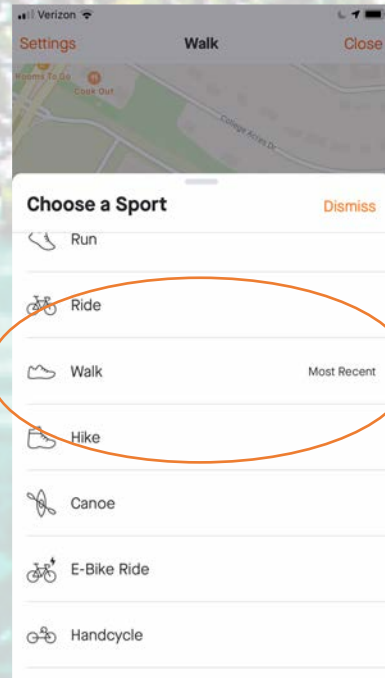 Verizon
Settings Walk Close
Rooms To Go
Cook Out
College Acres Dr
Choose a Sport Dismiss
Run
Ride
Walk Most Recent
Hike
Canoe
E-Bike Ride
Handcycle